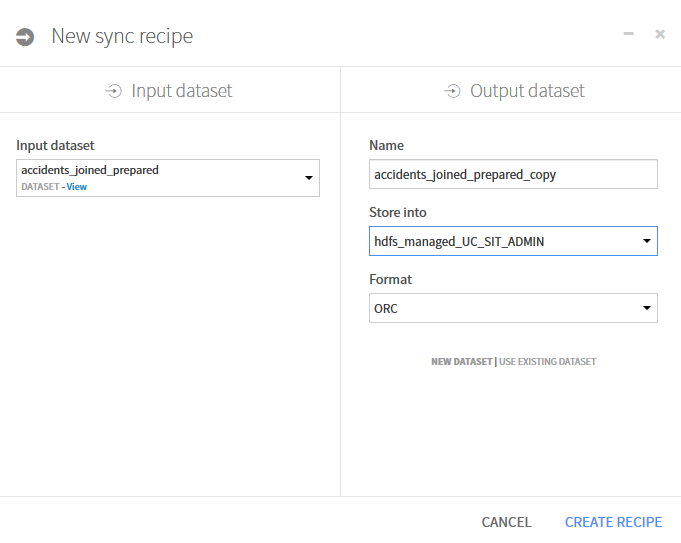 New sync recipe
Input dataset
Output dataset
Input dataset
accidents_joined_prepared
DATASET - View
Name
accidents_joined_prepared_copy
Store into
hdfs_managed_UC_SIT_ADMIN
Format
ORC
NEW DATASET | USE EXISTING DATASET
CANCEL
CREATE RECIPE